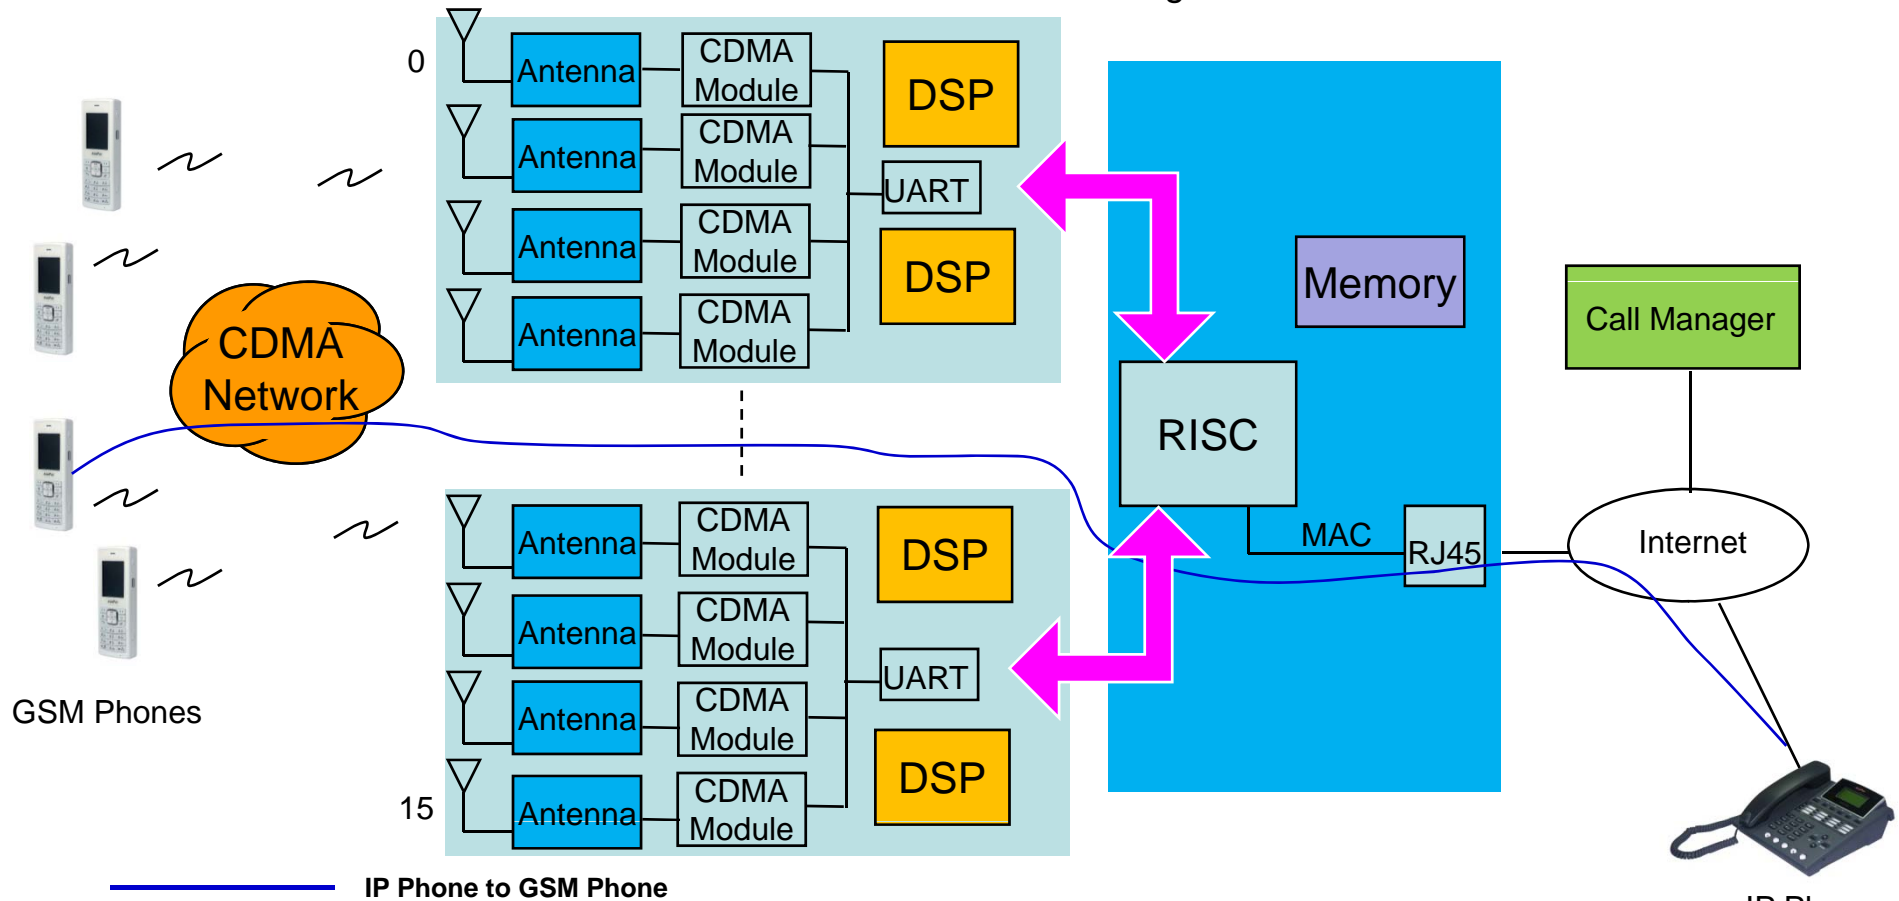 0
Antenna
CDMA
Module
Antenna
CDMA
Module
Antenna
CDMA
Module
Antenna
CDMA
Module
DSP
UART
DSP
CDMA
Network
Memory
RISC
MAC
RJ45
Call Manager
Internet
GSM Phones
Antenna
CDMA
Module
Antenna
CDMA
Module
Antenna
CDMA
Module
Antenna
CDMA
Module
DSP
UART
DSP
15
IP Phone to GSM Phone